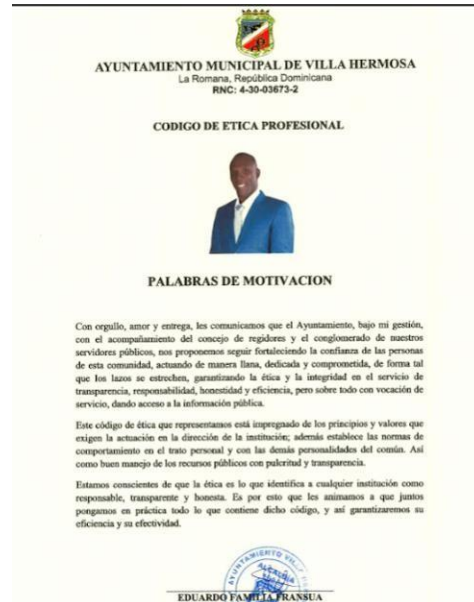 AYUNTAMIENTO MUNICIPAL DE VILLA HERMOSA
La Romana, República Dominicana
RNC: 4-30-03673-2
CODIGO DE ETICA PROFESIONAL
PALABRAS DE MOTIVACION
Con orgullo, amor y entrega, les comunicamos que el Ayuntamiento, bajo mi gestión,
con el acompañamiento del concejo de regidores y el conglomerado de nuestros
servidores públicos, nos proponemos seguir fortaleciendo la confianza de las personas
de esta comunidad, actuando de manera llana, dedicada y comprometida, de forma tal
que los lazos se estrechen, garantizando la ética y la integridad en el servicio de
transparencia, responsabilidad, honestidad y eficiencia, pero sobre todo con vocación de
servicio, dando acceso a la información pública.
Este código de ética que representamos está impregnado de los principios y valores que
exigen la actuación en la dirección de la institución; además establece las normas de
comportamiento en el trato personal y con las demás personalidades del común. Así
como buen manejo de los recursos públicos con pulcritud y transparencia.
Estamos conscientes de que la ética es lo que identifica a cualquier institución como
responsable, transparente y honesta. Es por esto que les animamos a que juntos
pongamos en práctica todo lo que contiene dicho código, y así garantizaremos su
eficiencia y su efectividad.
AYUNTAMIENTO VILLA
ALCALDIA
EDUARDO FAMILIA FRANSUA